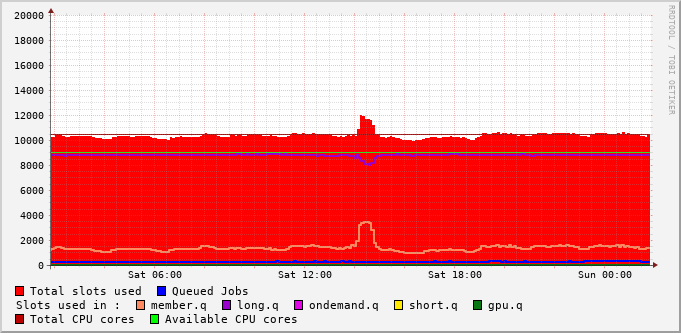 RRDTOOL / TOBI OETIKER
20000
18000
16000
14000
12000
10000
8000
6000
4000
2000
0
Sat 06:00 Sat 12:00 Sat 18:00 Sun 00:00
Total slots used Queued Jobs
Slots used in : member.q long.q ondemand.q short.q gpu.q
Total CPU cores Available CPU cores